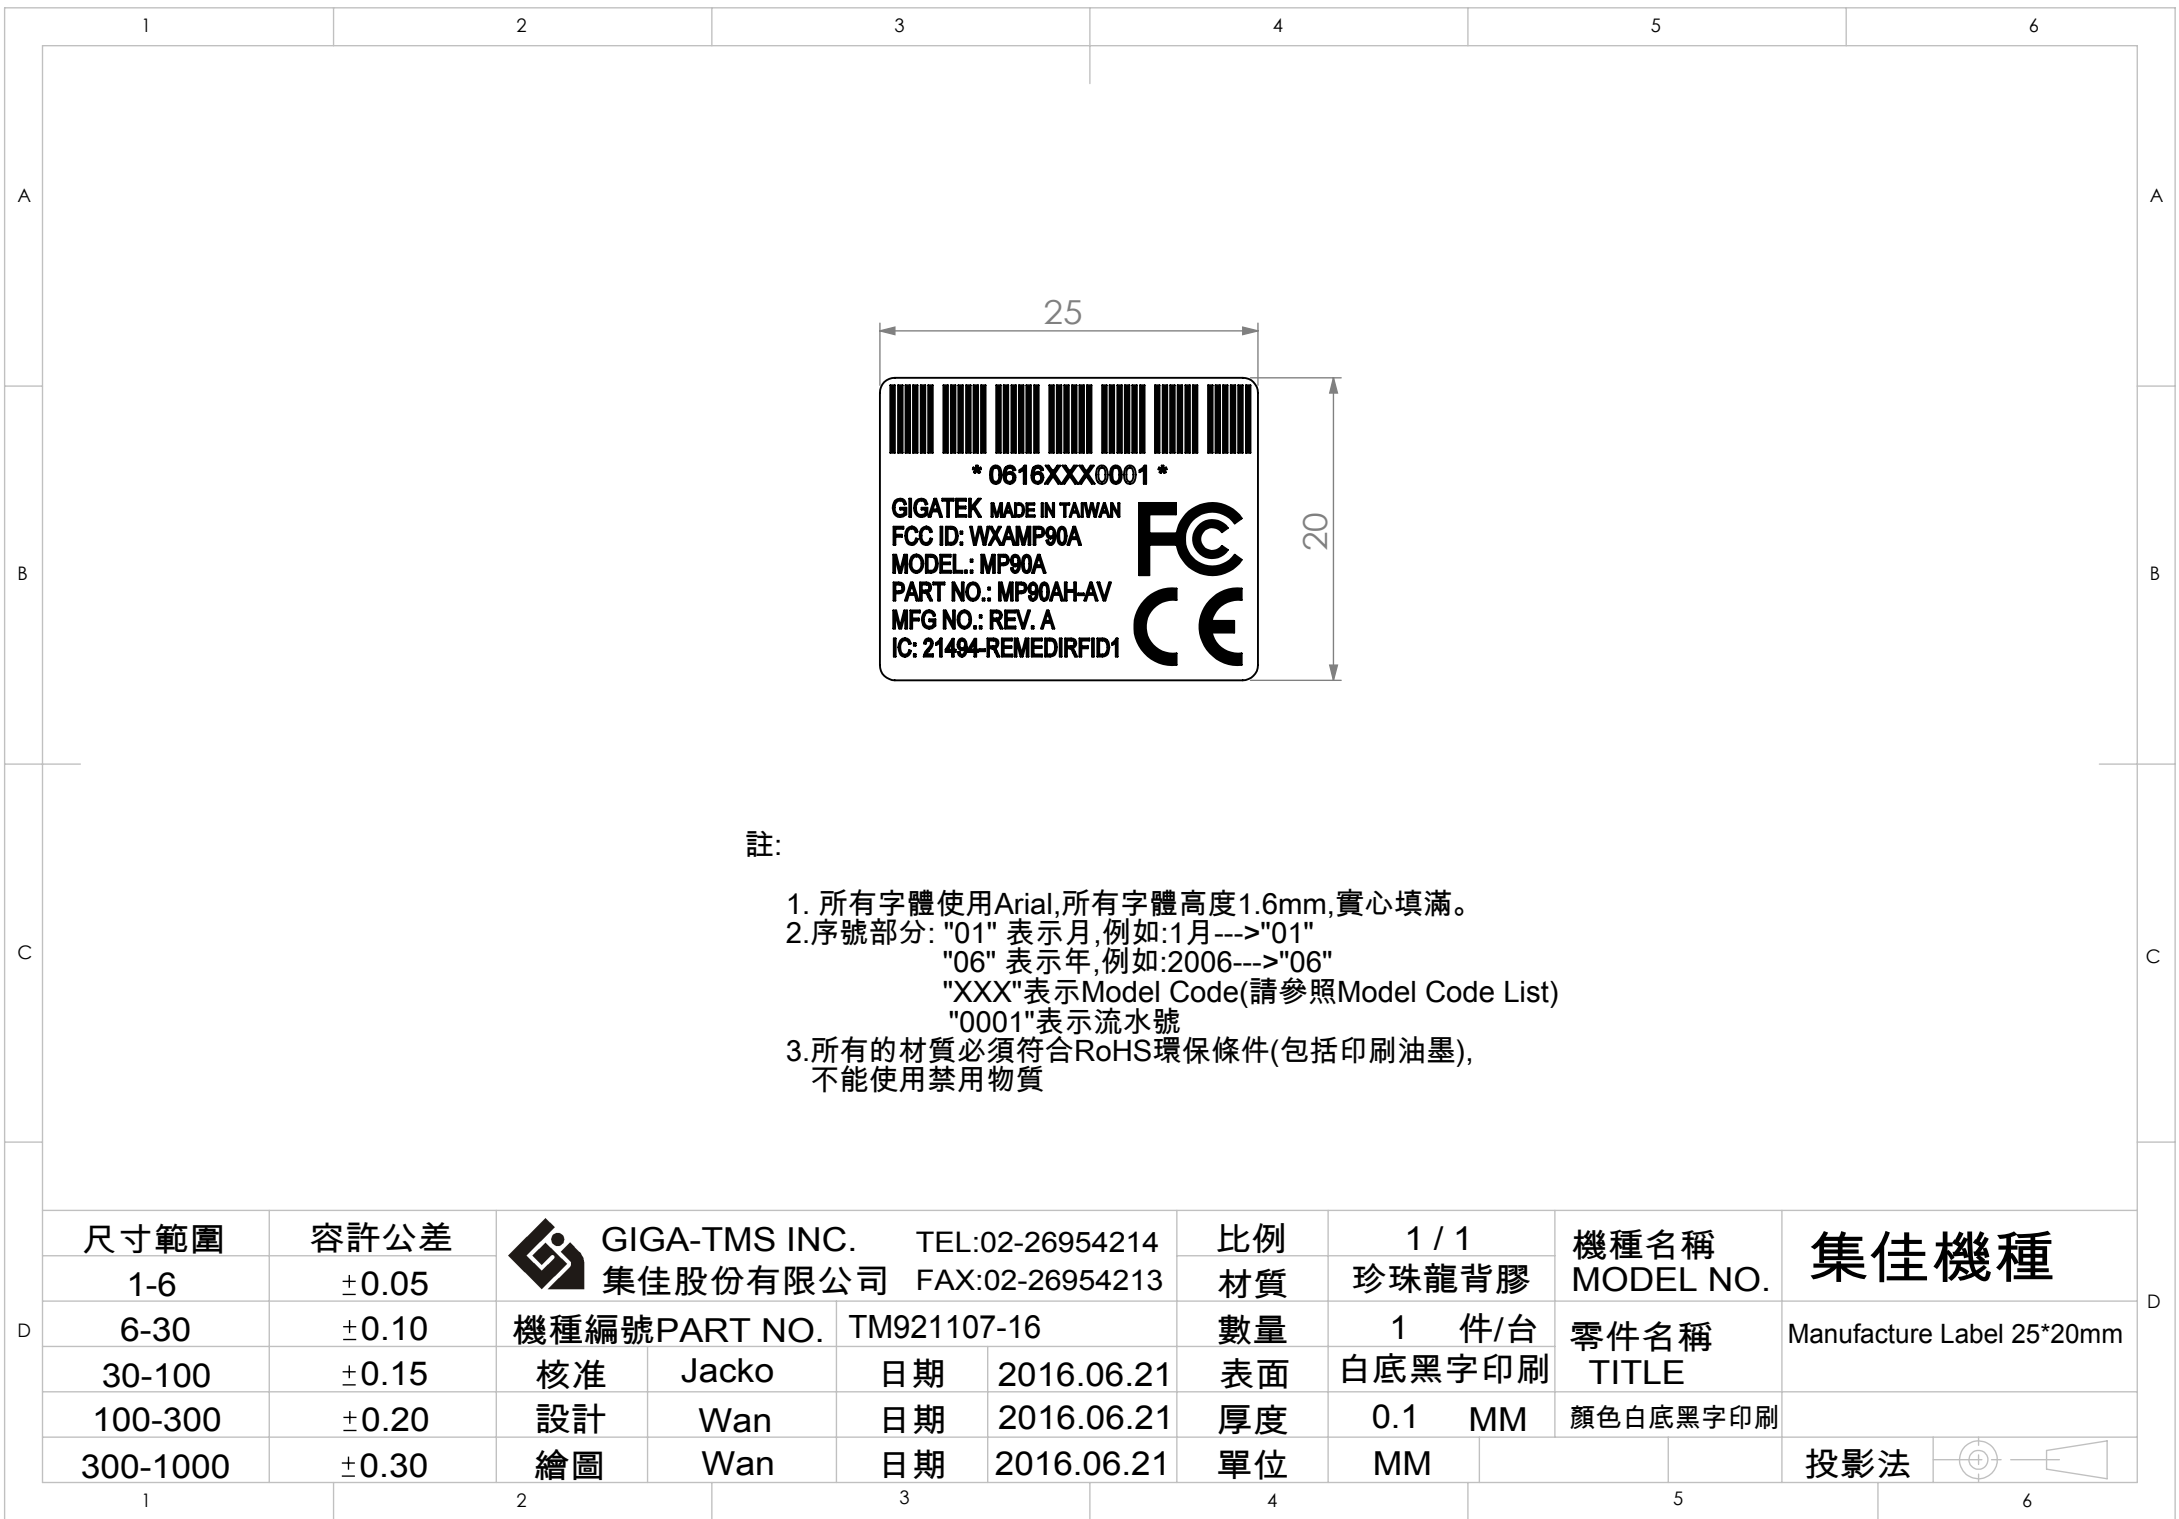 1 2 3 4 5 6
A A
25
* 0616XXX0001 *
GIGATEK MADE IN TAIWAN
FCC ID: WXAMP90A
MODEL.: MP90A
PART NO.: MP90AH-AV
MFG NO.: REV. A
IC: 21494-REMEDIRFID1
FC
CE
20
B B
註:
1. 所有字體使用Arial,所有字體高度1.6mm,實心填滿。
2.序號部分: "01" 表示月,例如:1月--->"01"
"06" 表示年,例如:2006--->"06"
"XXX"表示Model Code(請參照Model Code List)
"0001"表示流水號
3.所有的材質必須符合RoHS環保條件(包括印刷油墨),
不能使用禁用物質
C C
尺寸範圍 容許公差
1-6 ±0.05
6-30 ±0.10
30-100 ±0.15
100-300 ±0.20
300-1000 ±0.30
GIGA-TMS INC. TEL:02-26954214
集佳股份有限公司 FAX:02-26954213
機種編號PART NO. TM921107-16
核准 Jacko 日期 2016.06.21
設計 Wan 日期 2016.06.21
繪圖 Wan 日期 2016.06.21
比例 1 / 1
材質 珍珠龍背膠
數量 1 件/台
表面 白底黑字印刷
厚度 0.1 MM
單位 MM
機種名稱
MODEL NO.
集佳機種
零件名稱
TITLE
Manufacture Label 25*20mm
顏色白底黑字印刷
投影法
D D
1 2 3 4 5 6